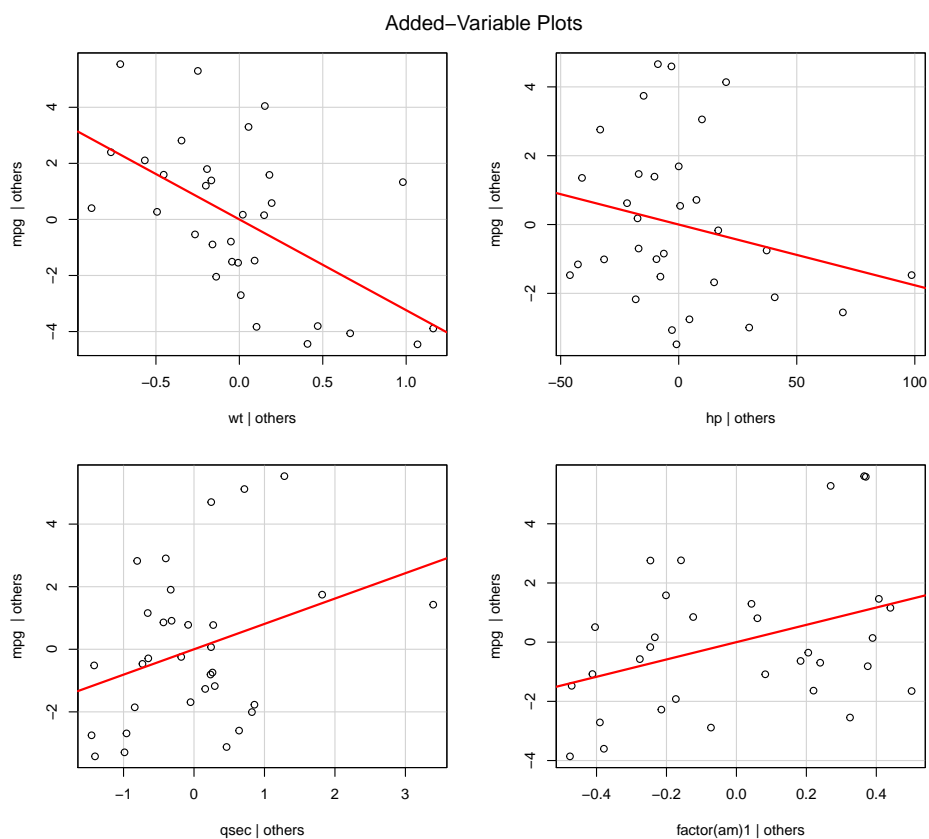 Added−Variable Plots
mpg | others
4
2
0
−2
−4
−0.5 0.0 0.5 1.0
wt | others
mpg | others
4
2
0
−2
−50 0 50 100
hp | others
mpg | others
4
2
0
−2
−1 0 1 2 3
qsec | others
mpg | others
4
2
0
−2
−4
−0.4 −0.2 0.0 0.2 0.4
factor(am)1 | others